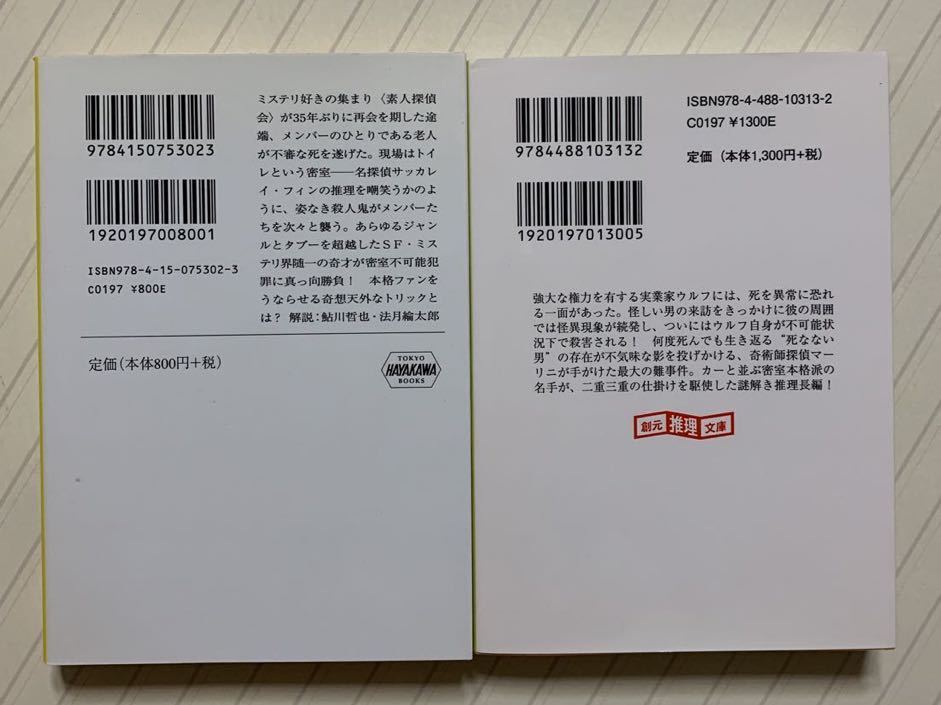 9784150753023
1920197008001
ISBN978-4-15-075302-3
C0197 ¥800E
定価(本体800円+税)
ミステリ好きの集まり〈素人探偵
会〉が35年ぶりに再会を期した途
端、メンバーのひとりである老人
が不審な死を遂げた。現場はトイ
レという密室――名探偵サッカレ
イ・フィンの推理を嘲笑うかのよ
うに、姿なき殺人鬼がメンバーた
ちを次々と襲う。あらゆるジャン
ルとタブーを超越したSF・ミス
テリ界随一の奇才が密室不可能犯
罪に真っ向勝負! 本格ファンを
うならせる奇想天外なトリックと
は? 解説:鮎川哲也・法月綸太郎
TOKYO
HAYAKAWA
BOOKS
9784488103132
1920197013005
ISBN978-4-488-10313-2
C0197 ¥1300E
定価(本体1,300円+税)
強大な権力を有する実業家ウルフには、死を異常に恐れ
る一面があった。怪しい男の来訪をきっかけに彼の周囲
では怪異現象が続発し、ついにはウルフ自身が不可能状
況下で殺害される! 何度死んでも生き返る“死なない
男”の存在が不気味な影を投げかける、奇術師探偵マー
リニが手がけた最大の難事件。カーと並ぶ密室本格派の
名手が、二重三重の仕掛けを駆使した謎解き推理長編!
創元推理文庫